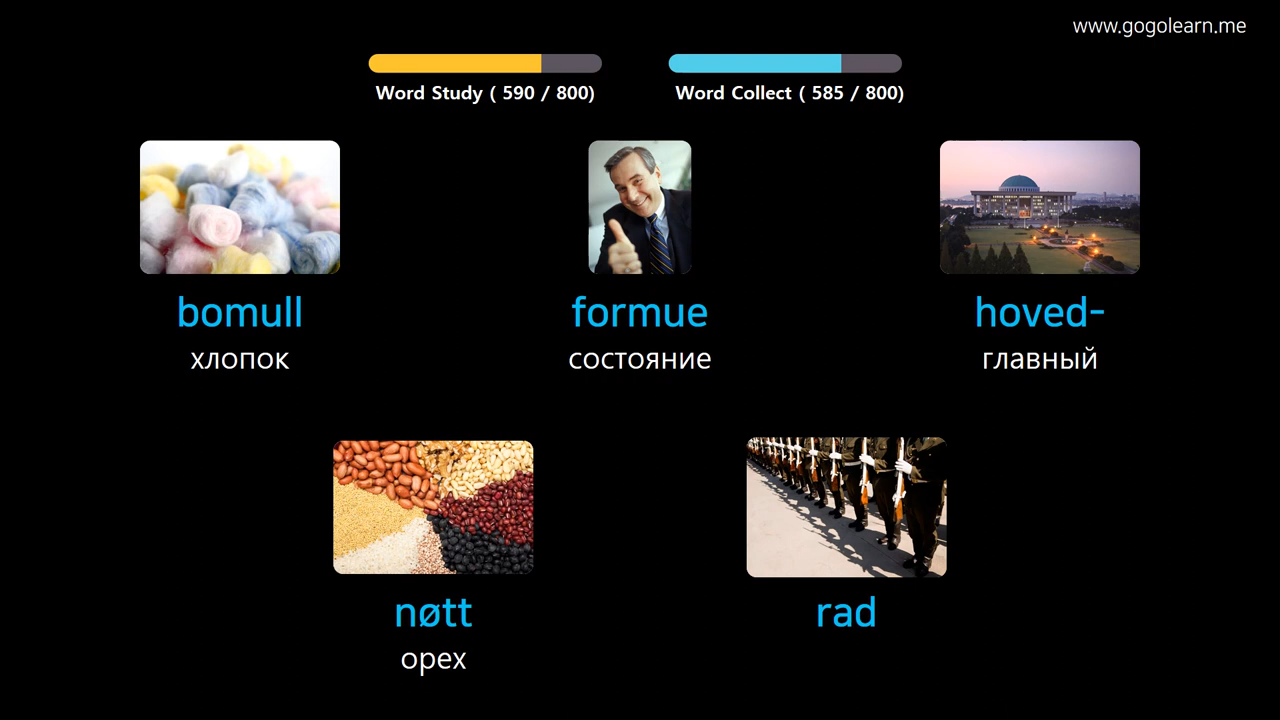 www.gogolearn.me
Word Study ( 590 / 800)
Word Collect ( 585 / 800)
bomull
formue
hoved-
хлопок
состояние
главный
nøtt
rad
орех